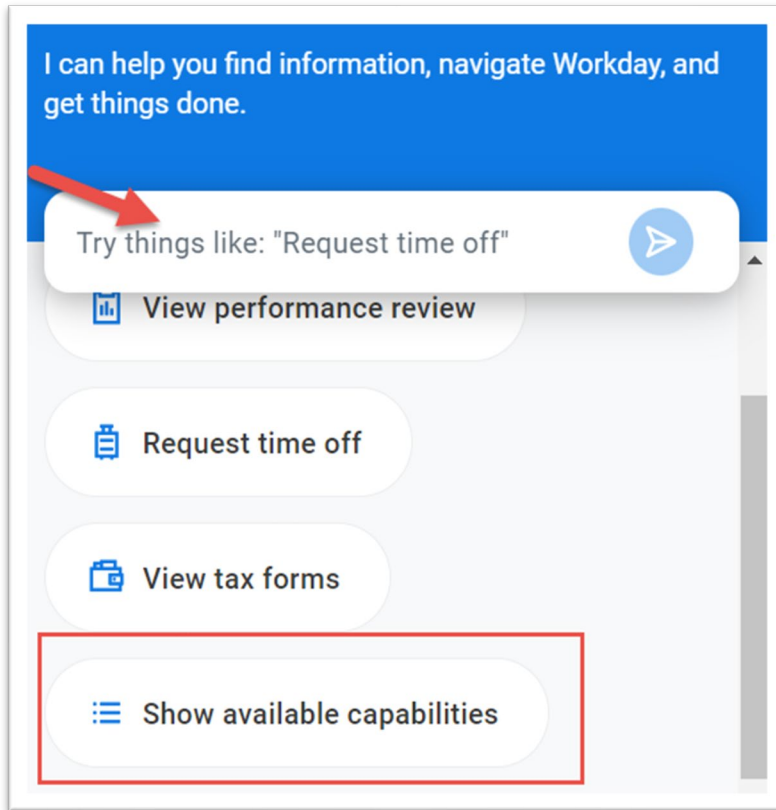 I can help you find information, navigate Workday, and
get things done.
Try things like: "Request time off"
View performance review
Request time off
View tax forms
Show available capabilities